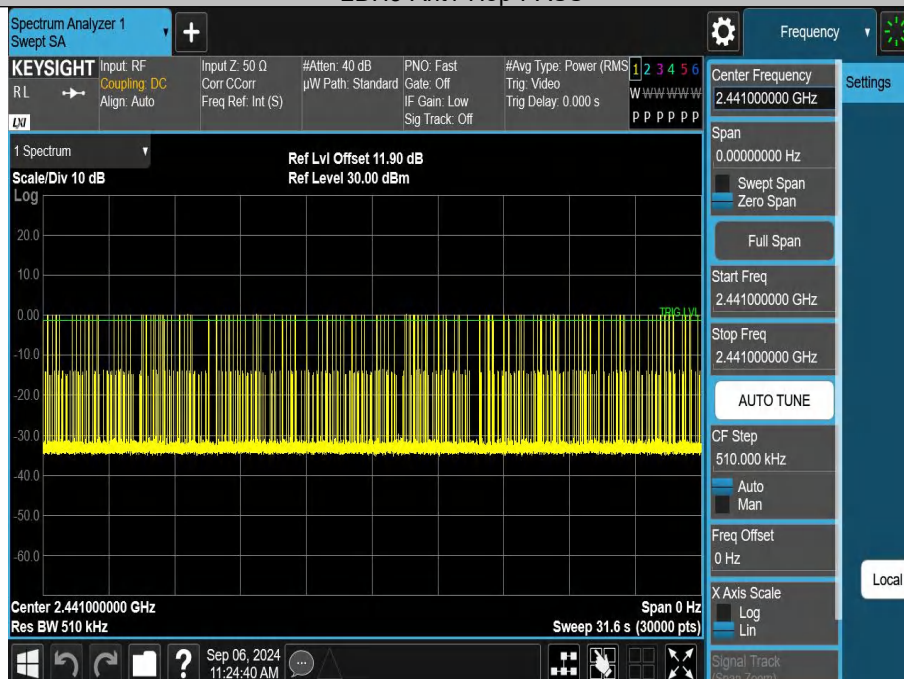 Spectrum Analyzer 1
Swept SA
Frequency
KEYSIGHT
RL
LXI
Input: RF
Coupling: DC
Align: Auto
Input Z: 50 Ω
Corr CCorr
Freq Ref: Int (S)
#Atten: 40 dB
µW Path: Standard
PNO: Fast
Gate: Off
IF Gain: Low
Sig Track: Off
#Avg Type: Power (RMS
Trig: Video
Trig Delay: 0.000 s
1 2 3 4 5 6
W W W W W W
P P P P P P
Center Frequency
2.441000000 GHz
Settings
Span
0.00000000 Hz
Swept Span
Zero Span
Full Span
Start Freq
2.441000000 GHz
Stop Freq
2.441000000 GHz
AUTO TUNE
CF Step
510.000 kHz
Auto
Man
Freq Offset
0 Hz
X Axis Scale
Log
Lin
Signal Track
(Span Zoom)
Local
1 Spectrum
Scale/Div 10 dB
Ref Lvl Offset 11.90 dB
Ref Level 30.00 dBm
Log
20.0
10.0
0.00
TRIG LVL
-10.0
-20.0
-30.0
-40.0
-50.0
-60.0
Center 2.441000000 GHz
Span 0 Hz
Res BW 510 kHz
Sweep 31.6 s (30000 pts)
?
Sep 06, 2024
11:24:40 AM